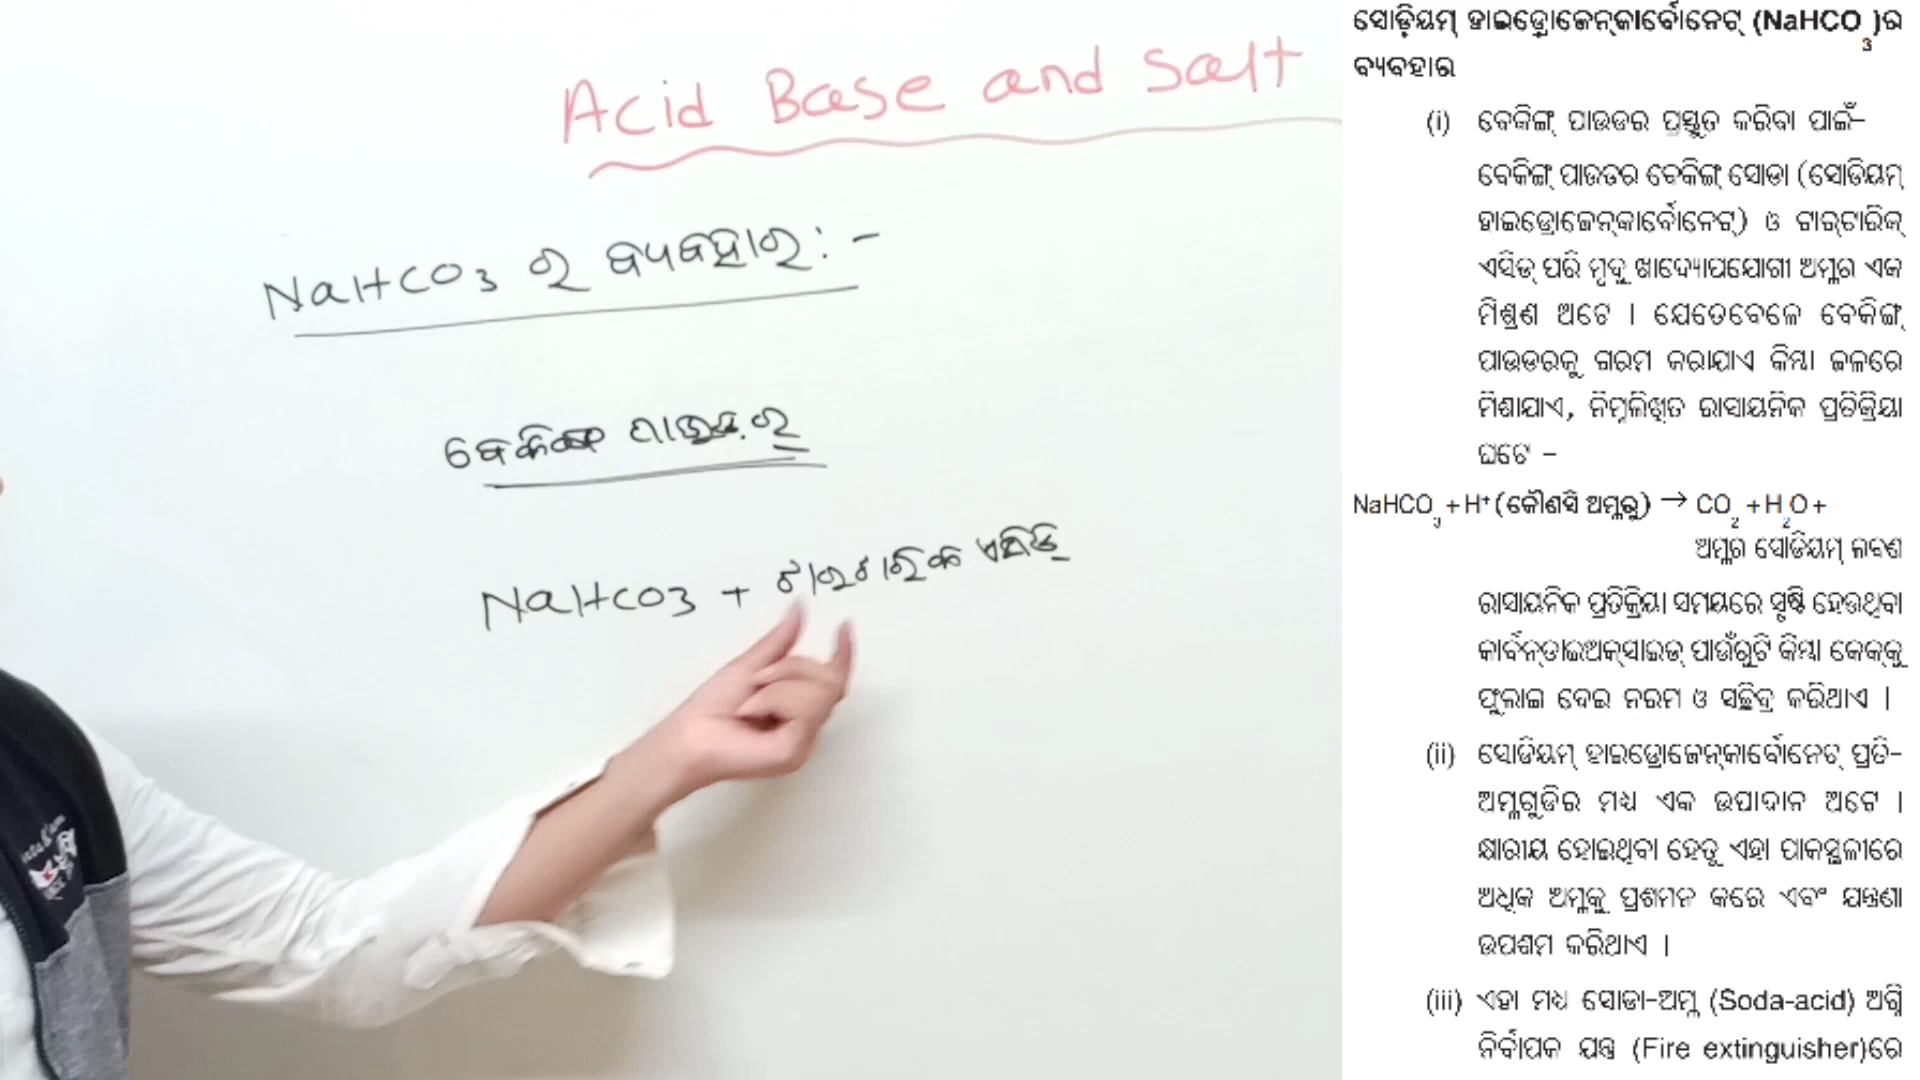 Acid Base and Salt
NaHCO3 ର ବ୍ୟବହାର: -
ବେକିଙ୍ଗ ପାଉଡର
NaHCO3 + ଟାରଟାରିକ ଏସିଡ୍
ସୋଡ଼ିୟମ୍ ହାଇଡ୍ରୋଜେନ୍‌କାର୍ବୋନେଟ୍ (NaHCO3)ର
ବ୍ୟବହାର
(i) ବେକିଙ୍ଗ୍ ପାଉଡର ପ୍ରସ୍ତୁତ କରିବା ପାଇଁ–
ବେକିଙ୍ଗ୍ ପାଉଡର ବେକିଙ୍ଗ୍ ସୋଡା (ସୋଡିୟମ୍
ହାଇଡ୍ରୋଜେନ୍‌କାର୍ବୋନେଟ୍) ଓ ଟାର୍‌ଟାରିକ୍
ଏସିଡ୍ ପରି ମୃଦୁ ଖାଦ୍ୟୋପଯୋଗୀ ଅମ୍ଳର ଏକ
ମିଶ୍ରଣ ଅଟେ । ଯେତେବେଳେ ବେକିଙ୍ଗ୍
ପାଉଡରକୁ ଗରମ କରାଯାଏ କିମ୍ବା ଜଳରେ
ମିଶାଯାଏ, ନିମ୍ନଲିଖିତ ରାସାୟନିକ ପ୍ରତିକ୍ରିୟା
ଘଟେ –
NaHCO3 + H+ (କୌଣସି ଅମ୍ଳରୁ) → CO2 + H2O +
ଅମ୍ଳର ସୋଡିୟମ୍ ଲବଣ
ରାସାୟନିକ ପ୍ରତିକ୍ରିୟା ସମୟରେ ସୃଷ୍ଟି ହେଉଥିବା
କାର୍ବନ୍‌ଡାଇଅକ୍‌ସାଇଡ୍ ପାଉଁରୁଟି କିମ୍ବା କେକ୍‌କୁ
ଫୁଲାଇ ଦେଇ ନରମ ଓ ସଚ୍ଛିଦ୍ର କରିଥାଏ ।
(ii) ସୋଡିୟମ୍ ହାଇଡ୍ରୋଜେନ୍‌କାର୍ବୋନେଟ୍ ପ୍ରତି–
ଅମ୍ଳଗୁଡିର ମଧ୍ୟ ଏକ ଉପାଦାନ ଅଟେ ।
କ୍ଷାରୀୟ ହୋଇଥିବା ହେତୁ ଏହା ପାକସ୍ଥଳୀରେ
ଅଧିକ ଅମ୍ଳକୁ ପ୍ରଶମନ କରେ ଏବଂ ଯନ୍ତ୍ରଣା
ଉପଶମ କରିଥାଏ ।
(iii) ଏହା ମଧ୍ୟ ସୋଡା–ଅମ୍ଳ (Soda-acid) ଅଗ୍ନି
ନିର୍ବାପକ ଯନ୍ତ୍ର (Fire extinguisher)ରେ